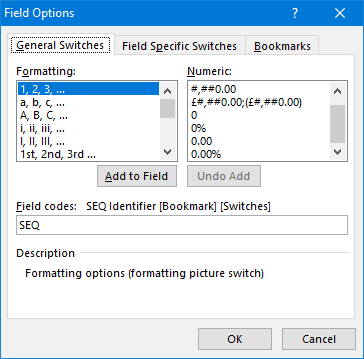 Field Options
? ×
General Switches Field Specific Switches Bookmarks
Formatting: Numeric:
1, 2, 3, ... #,##0.00
a, b, c, ... £#,##0.00;(£#,##0.00)
A, B, C, ... 0
i, ii, iii, ... 0%
I, II, III, ... 0.00
1st, 2nd, 3rd ... 0.00%
Add to Field Undo Add
Field codes: SEQ Identifier [Bookmark] [Switches]
SEQ
Description
Formatting options (formatting picture switch)
OK Cancel